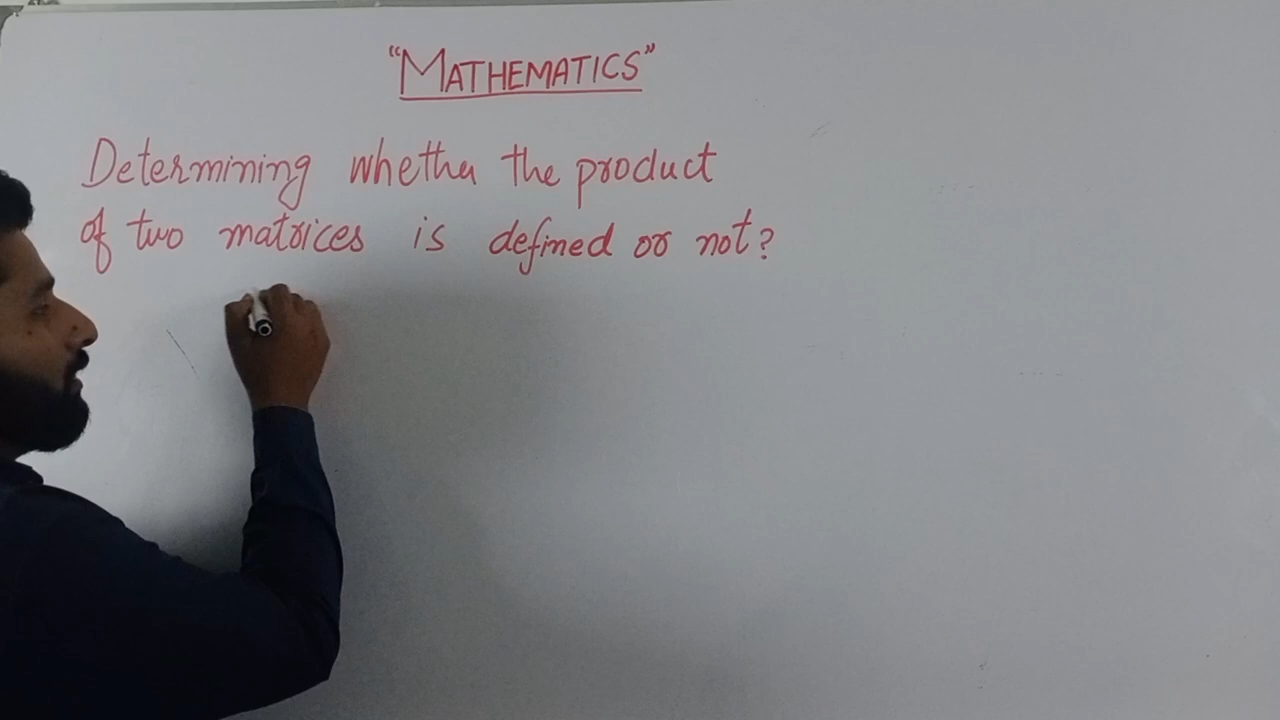 "MATHEMATICS"
Determining whether the product
of two matrices is defined or not?